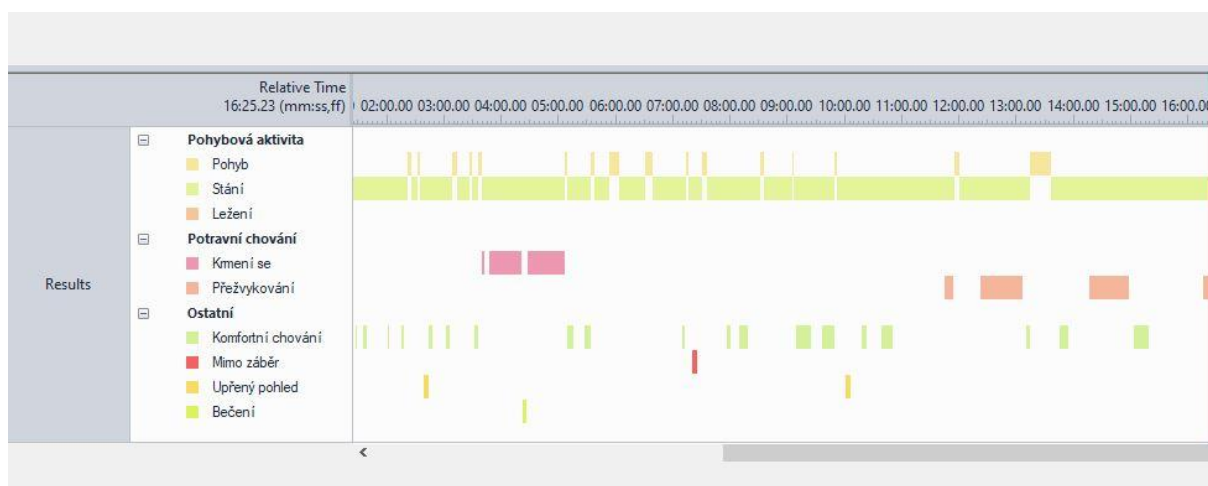 Relative Time
16:25.23 (mm:ss,ff) 02:00.00 03:00.00 04:00.00 05:00.00 06:00.00 07:00.00 08:00.00 09:00.00 10:00.00 11:00.00 12:00.00 13:00.00 14:00.00 15:00.00 16:00.0
Pohybová aktivita
Pohyb
Stání
Ležení
Potravní chování
Krmení se
Results
Přežvykování
Ostatní
Komfortní chování
Mimo záběr
Upřený pohled
Bečení